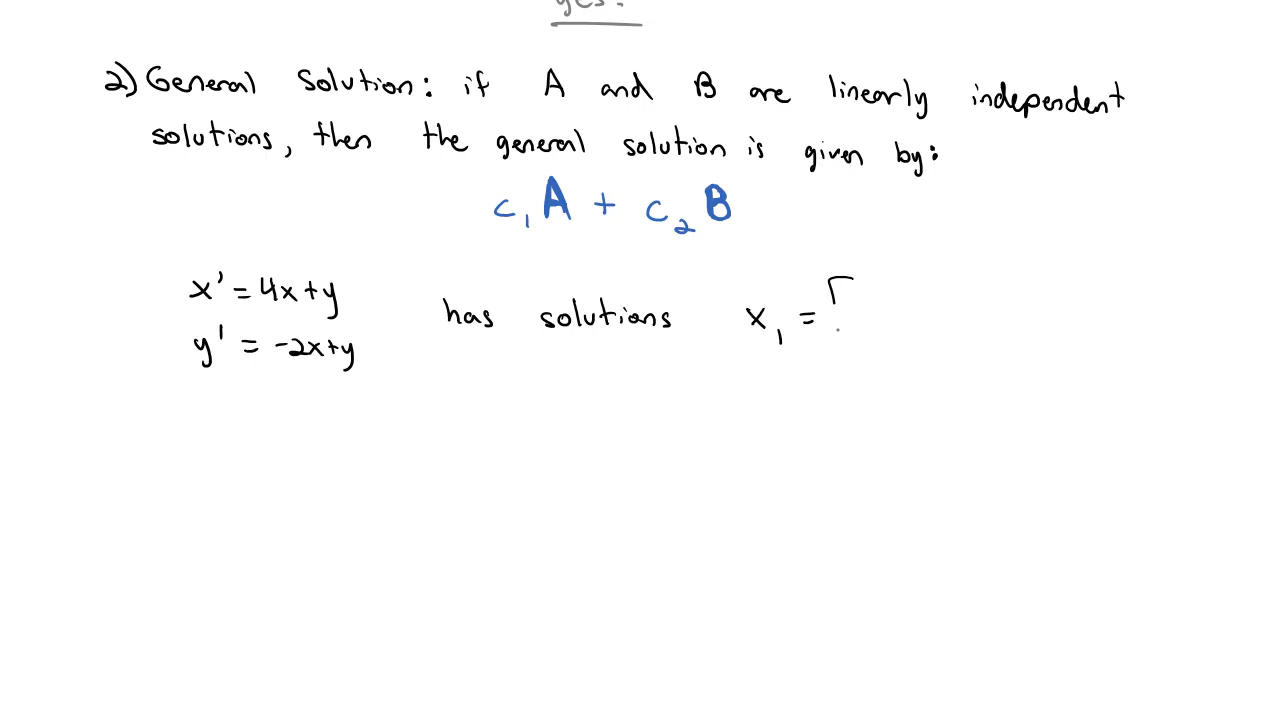 yes.
2) General Solution: if A and B are linearly independent
solutions, then the general solution is given by:
c₁A + c₂B
x' = 4x+y has solutions x₁ = [
y' = -2x+y